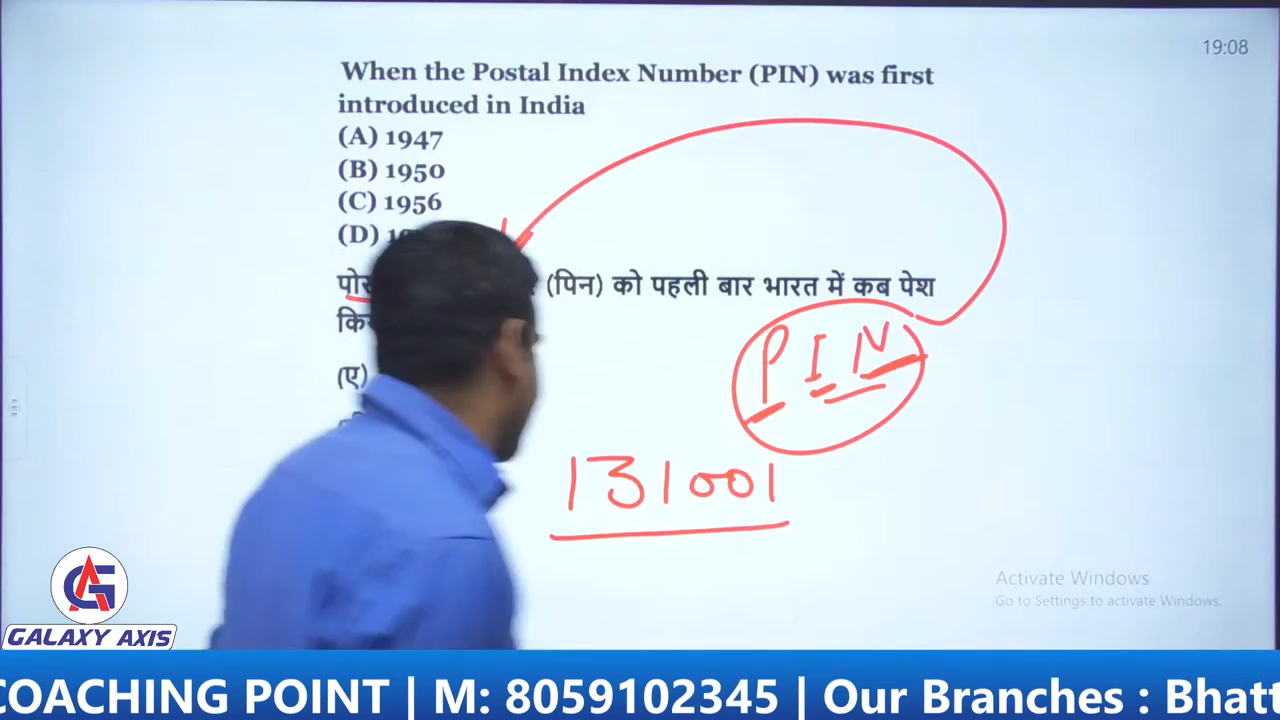 19:08
When the Postal Index Number (PIN) was first
introduced in India
(A) 1947
(B) 1950
(C) 1956
(D)
(पिन) को पहली बार भारत में कब पेश
(ए)
PIN
131001
Activate Windows
Go to Settings to activate Windows.
GALAXY AXIS
COACHING POINT | M: 8059102345 | Our Branches :